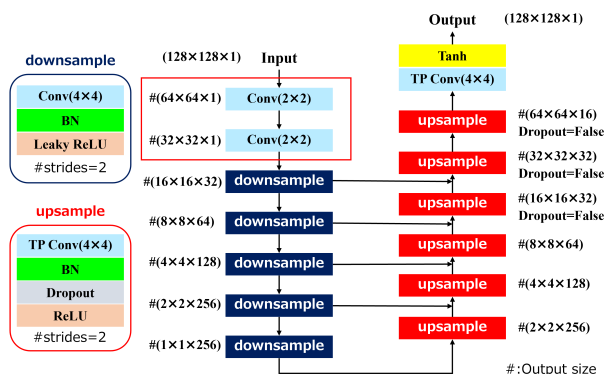 downsample
Conv(4×4)
BN
Leaky ReLU
#strides=2
upsample
TP Conv(4×4)
BN
Dropout
ReLU
#strides=2
(128×128×1)
Input
#(64×64×1)
Conv(2×2)
#(32×32×1)
Conv(2×2)
#(16×16×32)
downsample
#(8×8×64)
downsample
#(4×4×128)
downsample
#(2×2×256)
downsample
#(1×1×256)
downsample
Output
(128×128×1)
Tanh
TP Conv(4×4)
upsample
#(64×64×16)
Dropout=False
upsample
#(32×32×32)
Dropout=False
upsample
#(16×16×32)
Dropout=False
upsample
#(8×8×64)
upsample
#(4×4×128)
upsample
#(2×2×256)
#:Output size